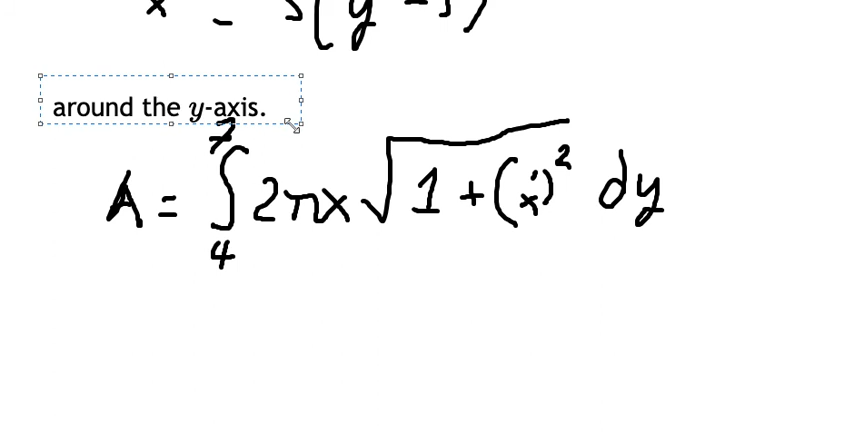 around the y-axis.
A = ∫₄⁷ 2πx √(1 + (x')²) dy